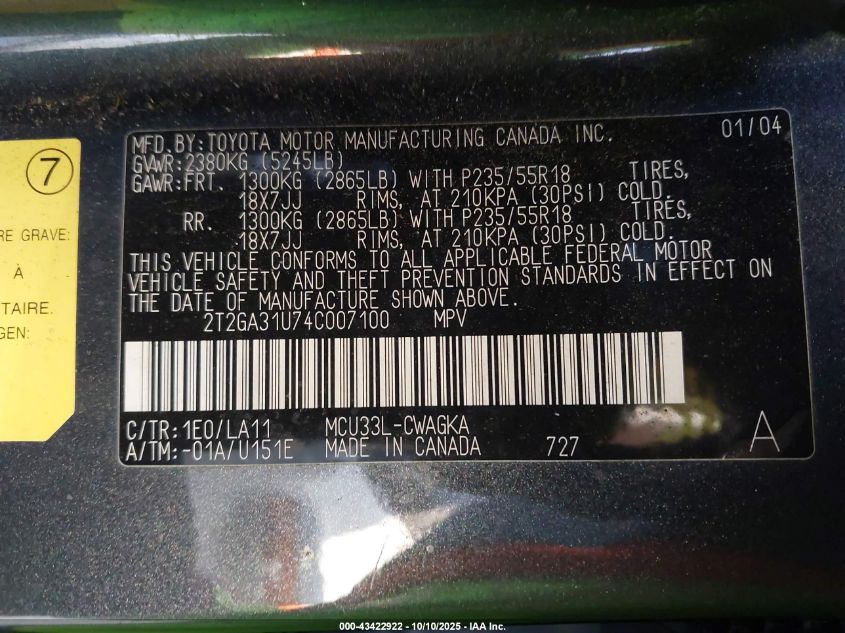 7
RE GRAVE:
À
TAIRE.
GEN:
MFD.BY:TOYOTA MOTOR MANUFACTURING CANADA INC. 01/04
GVWR:2380KG (5245LB)
GAWR:FRT. 1300KG (2865LB) WITH P235/55R18 TIRES,
18X7JJ RIMS, AT 210KPA (30PSI) COLD.
RR. 1300KG (2865LB) WITH P235/55R18 TIRES,
18X7JJ RIMS, AT 210KPA (30PSI) COLD.
THIS VEHICLE CONFORMS TO ALL APPLICABLE FEDERAL MOTOR
VEHICLE SAFETY AND THEFT PREVENTION STANDARDS IN EFFECT ON
THE DATE OF MANUFACTURE SHOWN ABOVE.
2T2GA31U74C007100 MPV
C/TR:1E0/LA11 MCU33L-CWAGKA
A/TM:-01A/U151E MADE IN CANADA 727 A
000-43422922 - 10/10/2025 - IAA Inc.